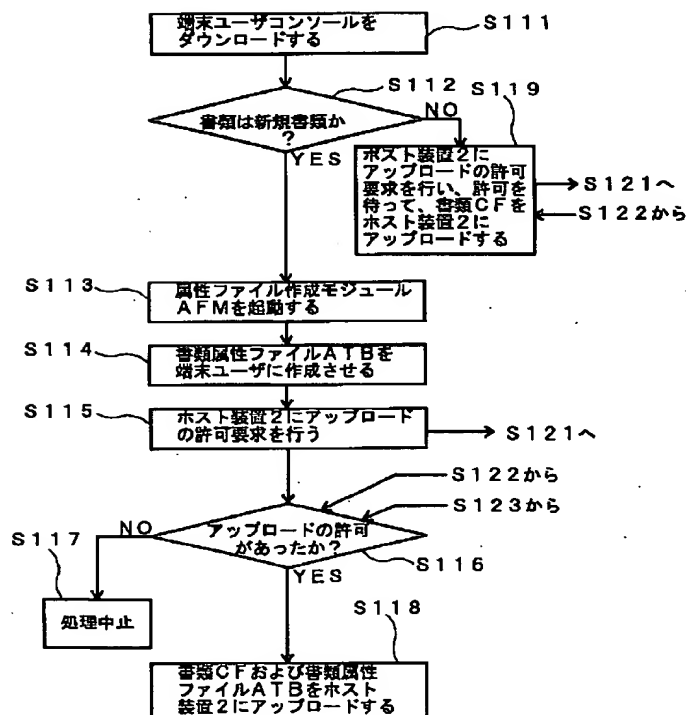 端末ユーザコンソールを
ダウンロードする
S111
S112
書類は新規書類か
?
NO
YES
S119
ホスト装置2に
アップロードの許可
要求を行い、許可を
待って、書類CFを
ホスト装置2に
アップロードする
S121へ
S122から
S113
属性ファイル作成モジュール
AFMを起動する
S114
書類属性ファイルATBを
端末ユーザに作成させる
S115
ホスト装置2にアップロード
の許可要求を行う
S121へ
S122から
S123から
アップロードの許可
があったか?
NO
S116
YES
S117
処理中止
S118
書類CFおよび書類属性
ファイルATBをホスト
装置2にアップロードする